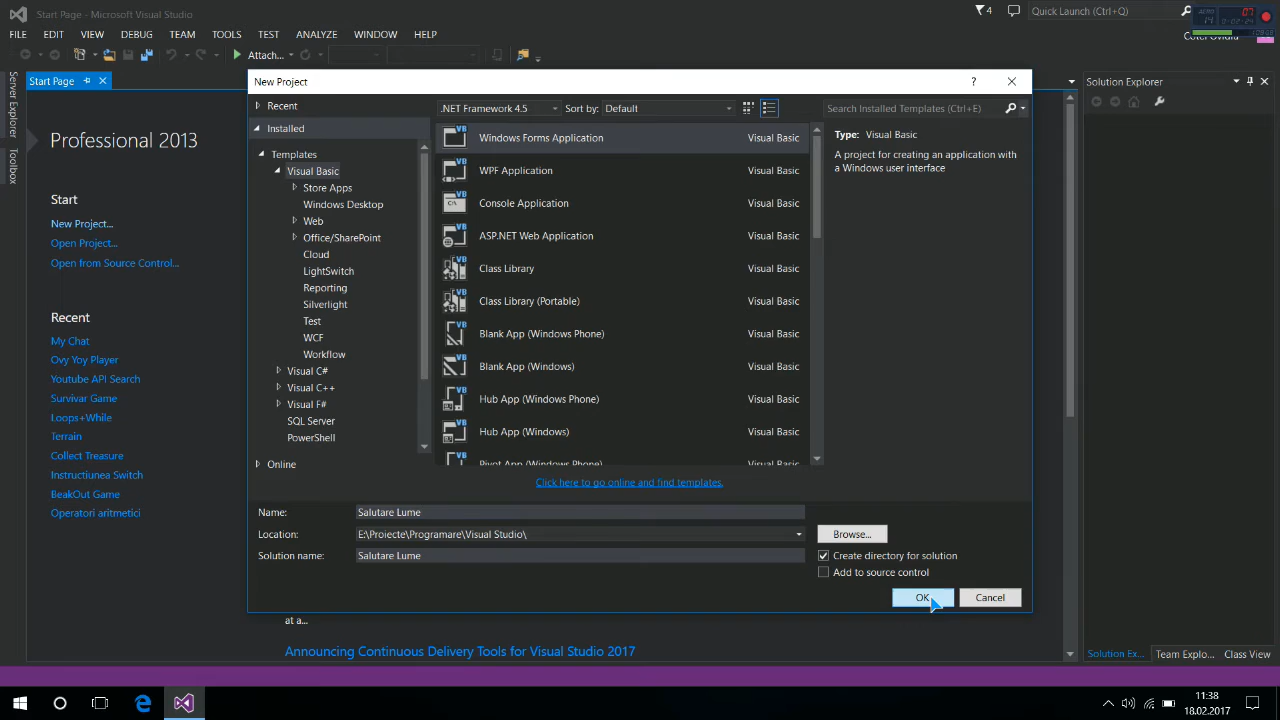 Start Page - Microsoft Visual Studio
4
Quick Launch (Ctrl+Q)
FILE EDIT VIEW DEBUG TEAM TOOLS TEST ANALYZE WINDOW HELP
Attach...
Start Page
Server Explorer
Toolbox
Professional 2013
Start
New Project...
Open Project...
Open from Source Control...
Recent
My Chat
Ovy Yoy Player
Youtube API Search
Survivar Game
Loops+While
Terrain
Collect Treasure
Instructiunea Switch
BeakOut Game
Operatori aritmetici
New Project
?
Recent
Installed
Templates
Visual Basic
Store Apps
Windows Desktop
Web
Office/SharePoint
Cloud
LightSwitch
Reporting
Silverlight
Test
WCF
Workflow
Visual C#
Visual C++
Visual F#
SQL Server
PowerShell
Online
.NET Framework 4.5 Sort by: Default
Search Installed Templates (Ctrl+E)
Windows Forms Application Visual Basic
WPF Application Visual Basic
Console Application Visual Basic
ASP.NET Web Application Visual Basic
Class Library Visual Basic
Class Library (Portable) Visual Basic
Blank App (Windows Phone) Visual Basic
Blank App (Windows) Visual Basic
Hub App (Windows Phone) Visual Basic
Hub App (Windows) Visual Basic
Pivot App (Windows Phone) Visual Basic
Type: Visual Basic
A project for creating an application with
a Windows user interface
Click here to go online and find templates.
Name: Salutare Lume
Location: E:\Proiecte\Programare\Visual Studio\
Browse...
Solution name: Salutare Lume
Create directory for solution
Add to source control
OK Cancel
at a...
Announcing Continuous Delivery Tools for Visual Studio 2017
Solution Explorer
Solution Ex... Team Explo... Class View
11:38
18.02.2017